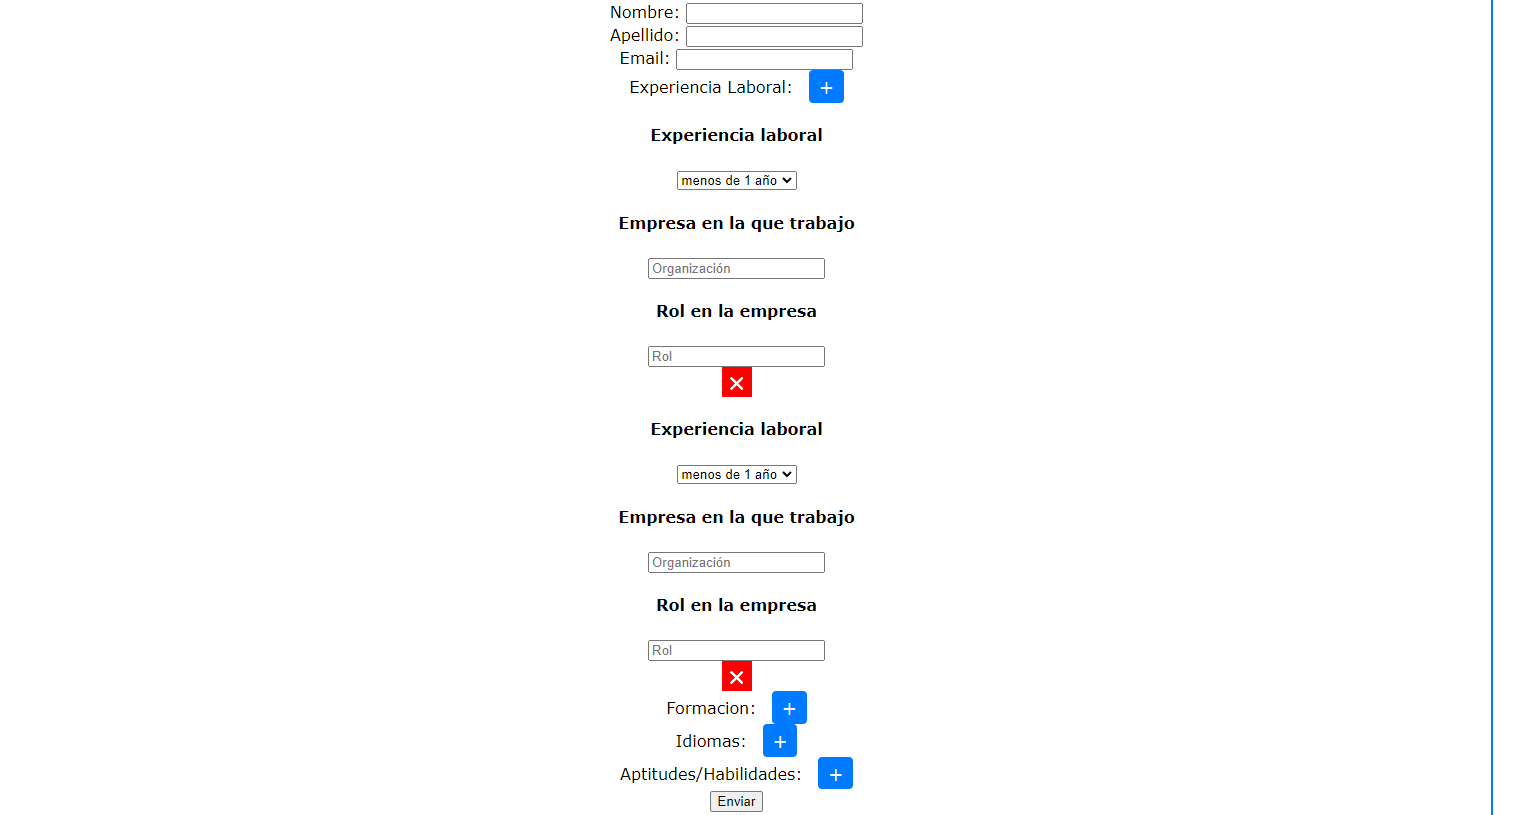 Nombre:
Apellido:
Email:
Experiencia Laboral: +
Experiencia laboral
menos de 1 año
Empresa en la que trabajo
Organización
Rol en la empresa
Rol
×
Experiencia laboral
menos de 1 año
Empresa en la que trabajo
Organización
Rol en la empresa
Rol
×
Formacion: +
Idiomas: +
Aptitudes/Habilidades: +
Enviar